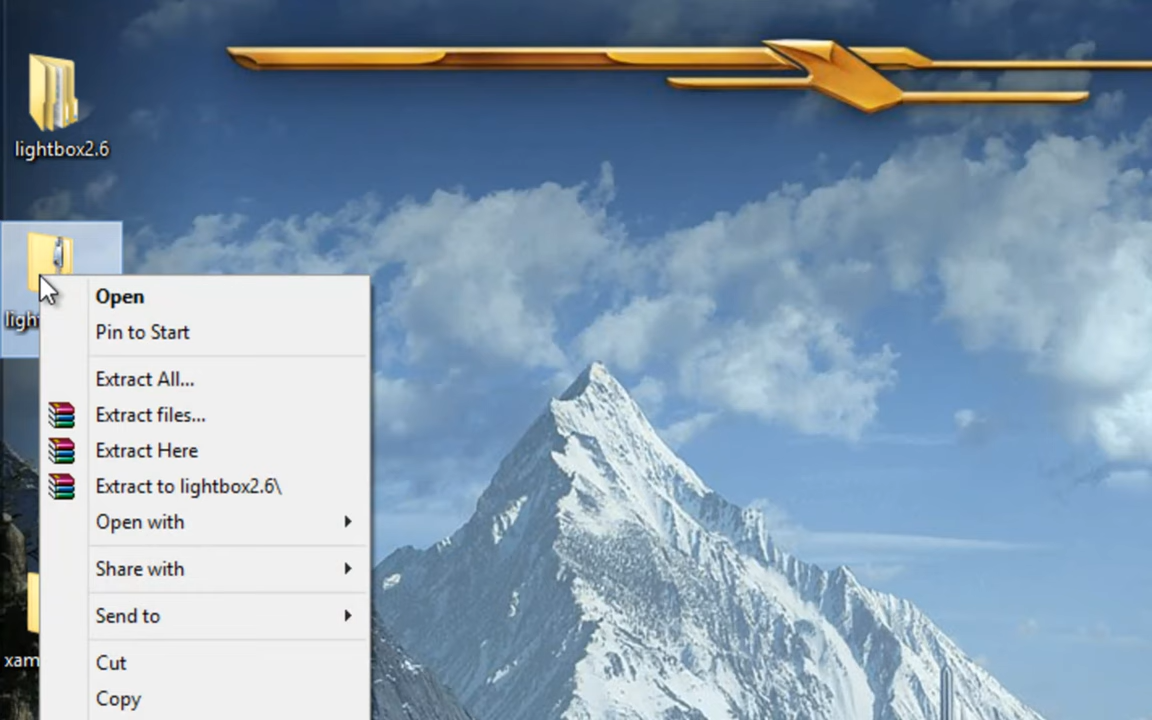 lightbox2.6
ligh
Open
Pin to Start
Extract All...
Extract files...
Extract Here
Extract to lightbox2.6\
Open with
Share with
Send to
xam
Cut
Copy